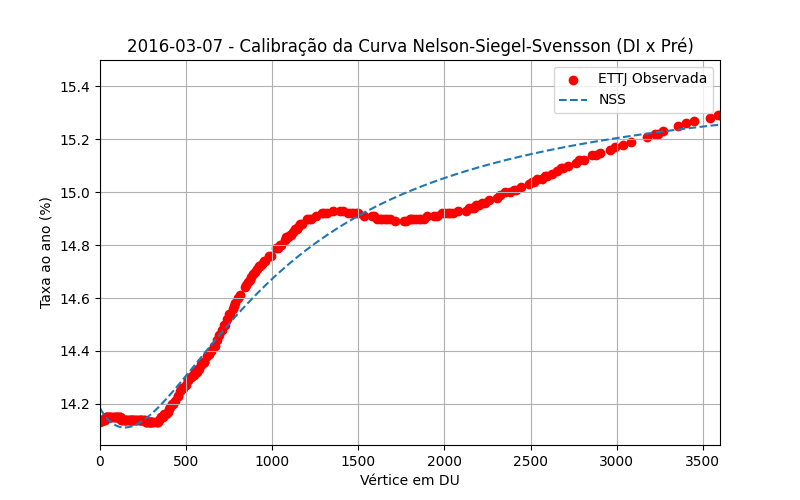 2016-03-07 - Calibração da Curva Nelson-Siegel-Svensson (DI x Pré)
ETTJ Observada
NSS
Taxa ao ano (%)
15.4
15.2
15.0
14.8
14.6
14.4
14.2
0 500 1000 1500 2000 2500 3000 3500
Vértice em DU